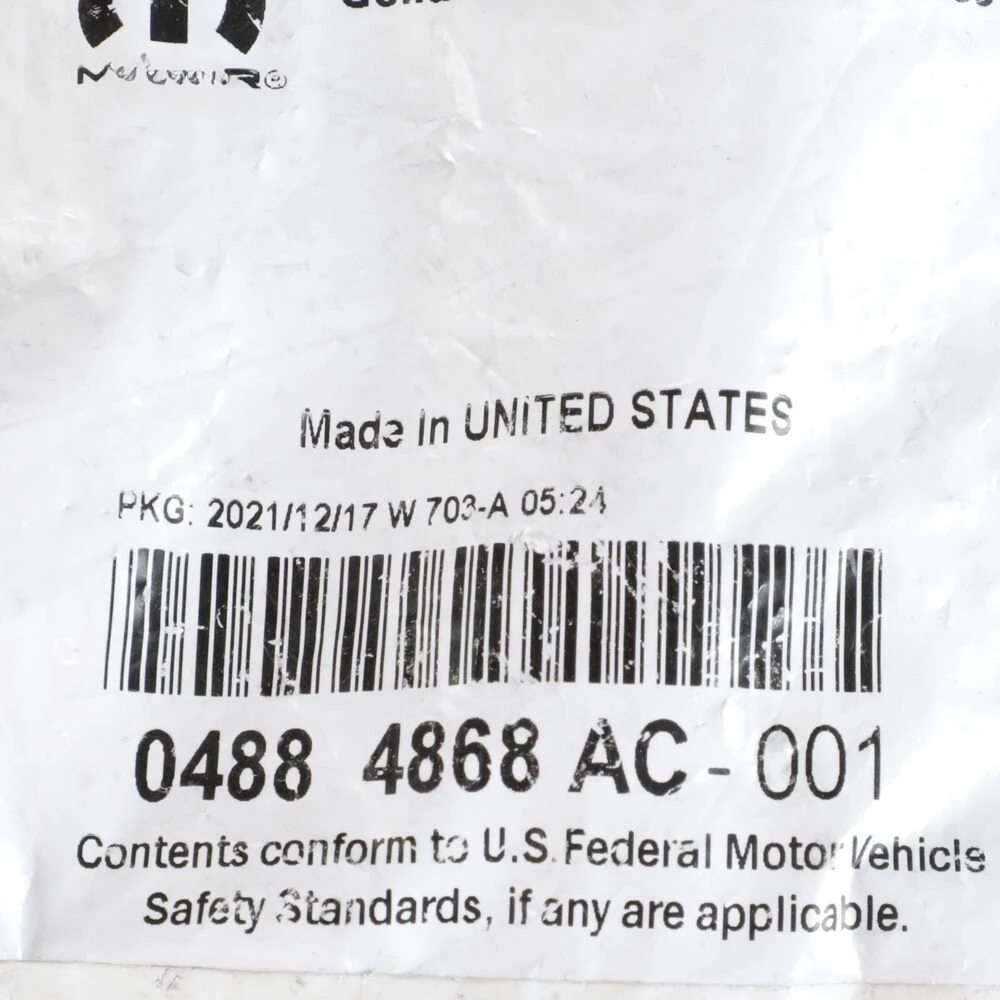 MOPAR®
Made In UNITED STATES
PKG: 2021/12/17 W 703-A 05:24
0488 4868 AC - 001
Contents conform to U.S. Federal Motor Vehicle
Safety Standards, if any are applicable.